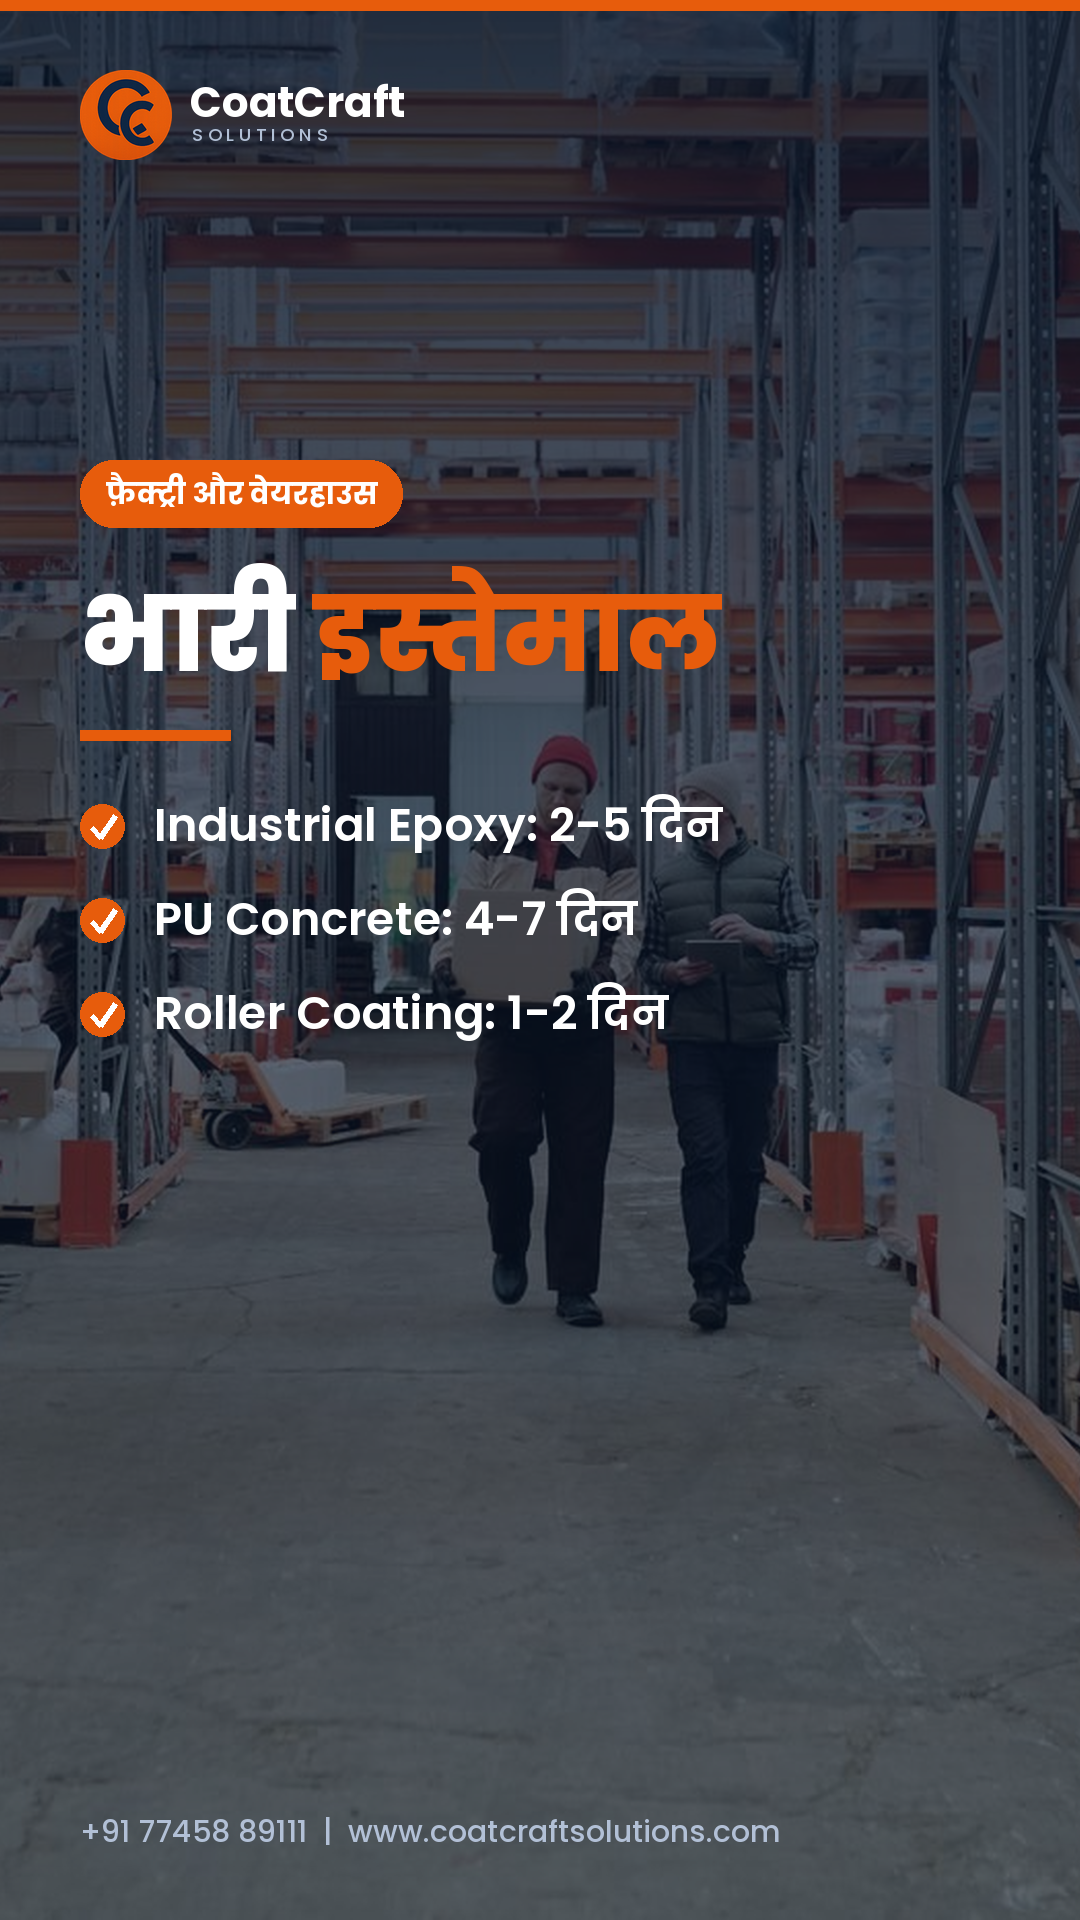 CoatCraft
SOLUTIONS
फ़ैक्ट्री और वेयरहाउस
भारी इस्तेमाल
Industrial Epoxy: 2-5 दिन
PU Concrete: 4-7 दिन
Roller Coating: 1-2 दिन
+91 77458 89111 | www.coatcraftsolutions.com